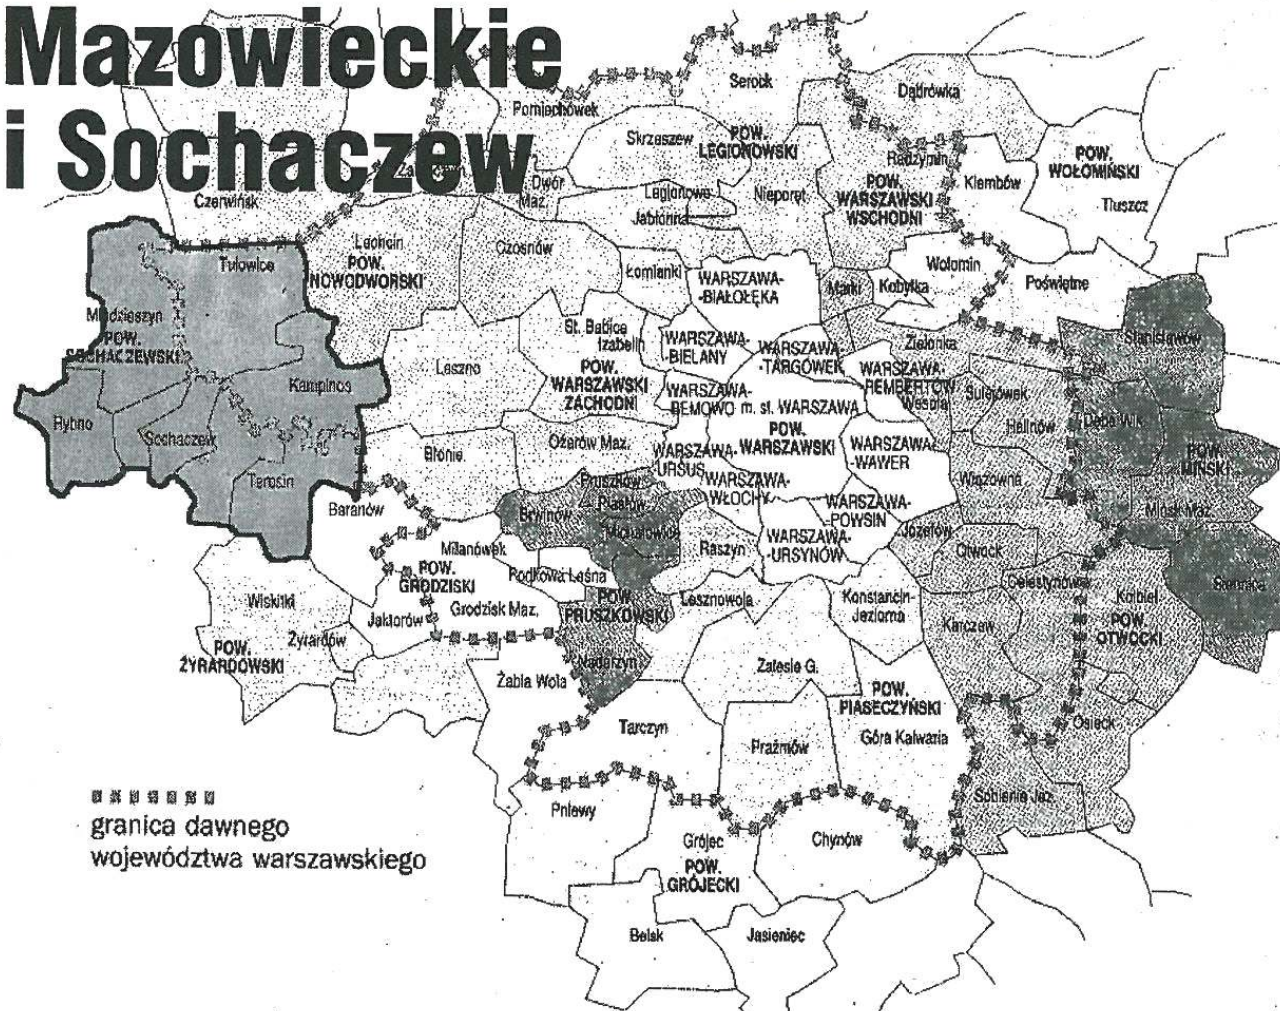 Mazowieckie
i Sochaczew
Serock
Pomiechówek
Dąbrówka
Skrzeszew
POW.
LEGIONOWSKI
Radzymin
POW.
WOŁOMIŃSKI
Klembów
Tłuszcz
Dwór
Maz.
Legionowo
Jabłonna
Nieporęt
POW.
WARSZAWSKI
WSCHODNI
Czerwińsk
Leoncin
POW.
NOWODWORSKI
Czosnów
Tułowice
Łomianki
WARSZAWA-
-BIAŁOŁĘKA
Marki
Kobyłka
Wołomin
Poświętne
Młodzieszyn
POW.
SOCHACZEWSKI
St. Babice
Izabelin
WARSZAWA-
-BIELANY
WARSZAWA-
-TARGÓWEK
Zielonka
Stanisławów
Leszno
POW.
WARSZAWSKI
ZACHODNI
WARSZAWA-
-BEMOWO
m. st. WARSZAWA
WARSZAWA-
-REMBERTÓW
Wesoła
Sulejówek
Halinów
Dębe Wlk.
Kampinos
Rybno
Sochaczew
Teresin
Błonie
Ożarów Maz.
POW.
WARSZAWSKI
WARSZAWA-
-URSUS
WARSZAWA-
-WŁOCHY
WARSZAWA-
-WAWER
POW.
MIŃSKI
Wiązowna
Mińsk Maz.
Pruszków
Piastów
Brwinów
Michałowice
Baranów
WARSZAWA-
-POWSIN
WARSZAWA-
-URSYNÓW
Raszyn
Józefów
Otwock
Milanówek
POW.
GRODZISKI
Podkowa Leśna
Grodzisk Maz.
Jaktorów
POW.
PRUSZKOWSKI
Lesznowola
Konstancin-
Jeziorna
Celestynów
Karczew
Kołbiel
POW.
OTWOCKI
Siennica
Wiskitki
Żyrardów
POW.
ŻYRARDOWSKI
Nadarzyn
Żabia Wola
Zalesie G.
POW.
PIASECZYŃSKI
Tarczyn
Prażmów
Góra Kalwaria
Osieck
Sobienie Jez.
granica dawnego
województwa warszawskiego
Pniewy
Grójec
POW.
GRÓJECKI
Chynów
Belsk
Jasieniec